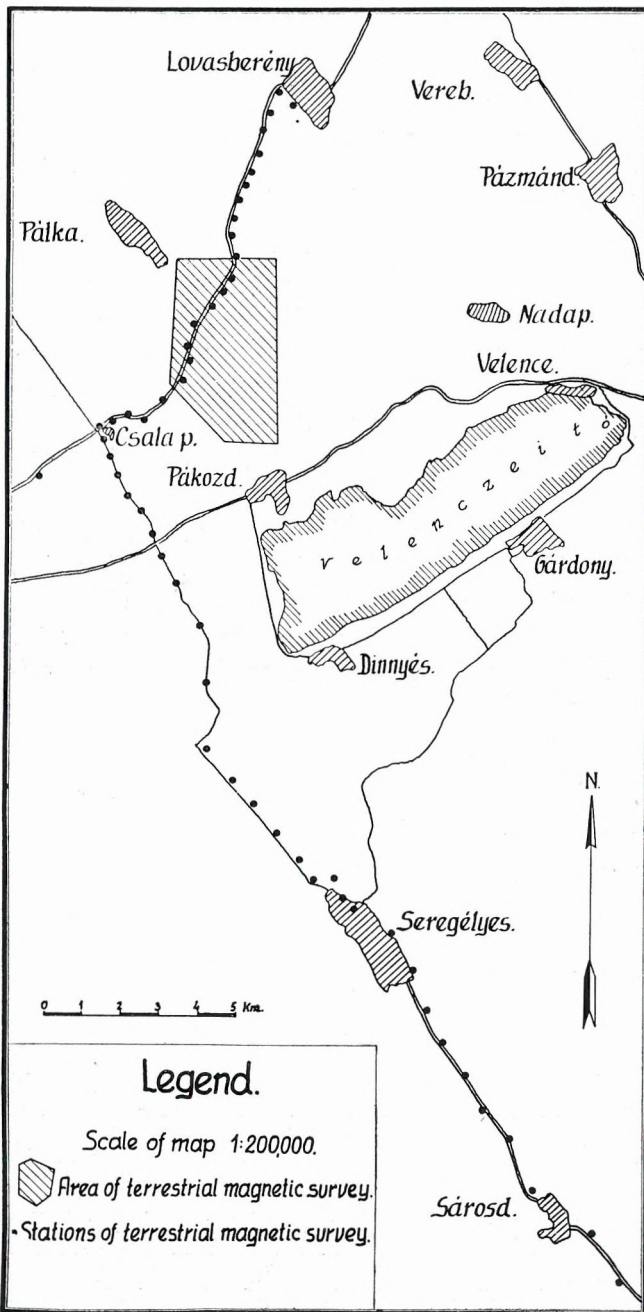 Lovasberény
Vereb.
Pázmánd.
Pálka.
Nadap.
Velence.
Csala p.
Pákozd.
Velenczeitó
Gárdony.
Dinnyés.
N.
Seregélyes.
0 1 2 3 4 5 Km.
Legend.
Scale of map 1:200,000.
Area of terrestrial magnetic survey.
Stations of terrestrial magnetic survey.
Sárosd.